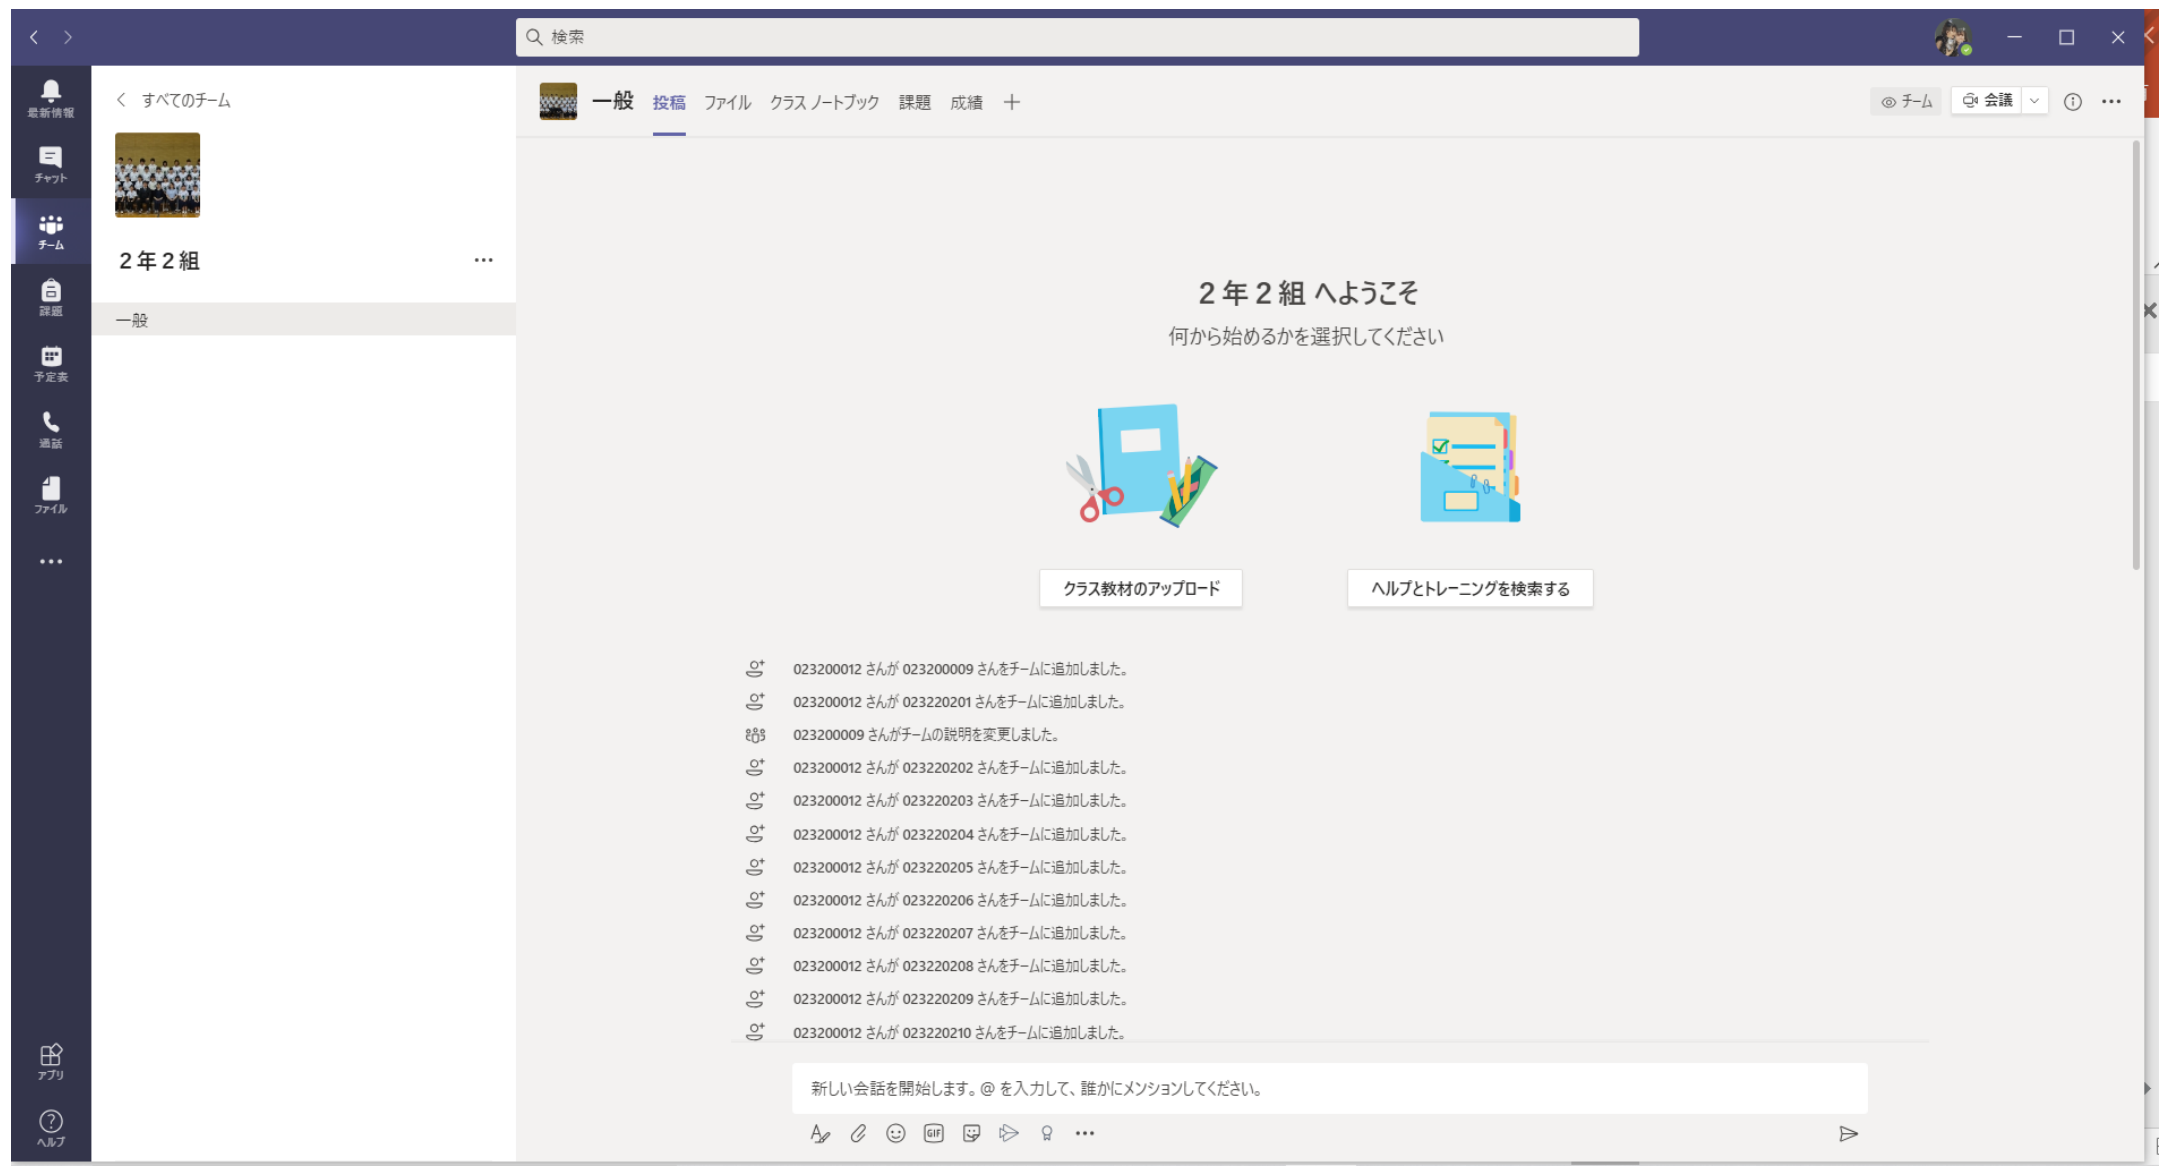 検索
最新情報
チャット
チーム
課題
予定表
通話
ファイル
アプリ
ヘルプ
すべてのチーム
2年2組
一般
一般 投稿 ファイル クラス ノートブック 課題 成績
チーム 会議
2年2組 へようこそ
何から始めるかを選択してください
クラス教材のアップロード
ヘルプとトレーニングを検索する
023200012 さんが 023200009 さんをチームに追加しました。
023200012 さんが 023220201 さんをチームに追加しました。
023200009 さんがチームの説明を変更しました。
023200012 さんが 023220202 さんをチームに追加しました。
023200012 さんが 023220203 さんをチームに追加しました。
023200012 さんが 023220204 さんをチームに追加しました。
023200012 さんが 023220205 さんをチームに追加しました。
023200012 さんが 023220206 さんをチームに追加しました。
023200012 さんが 023220207 さんをチームに追加しました。
023200012 さんが 023220208 さんをチームに追加しました。
023200012 さんが 023220209 さんをチームに追加しました。
023200012 さんが 023220210 さんをチームに追加しました。
新しい会話を開始します。@ を入力して、誰かにメンションしてください。
GIF